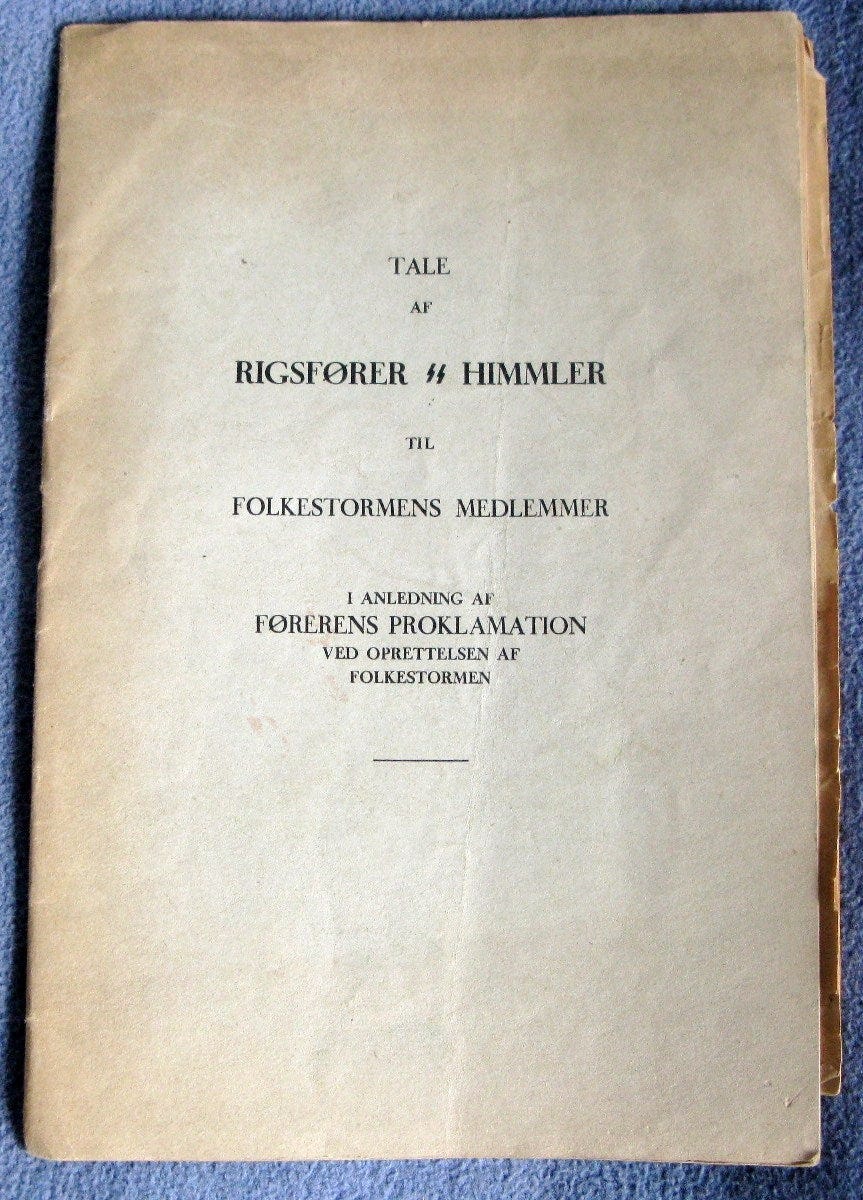 TALE
AF
RIGSFØRER ᛋᛋ HIMMLER
TIL
FOLKESTORMENS MEDLEMMER
I ANLEDNING AF
FØRERENS PROKLAMATION
VED OPRETTELSEN AF
FOLKESTORMEN